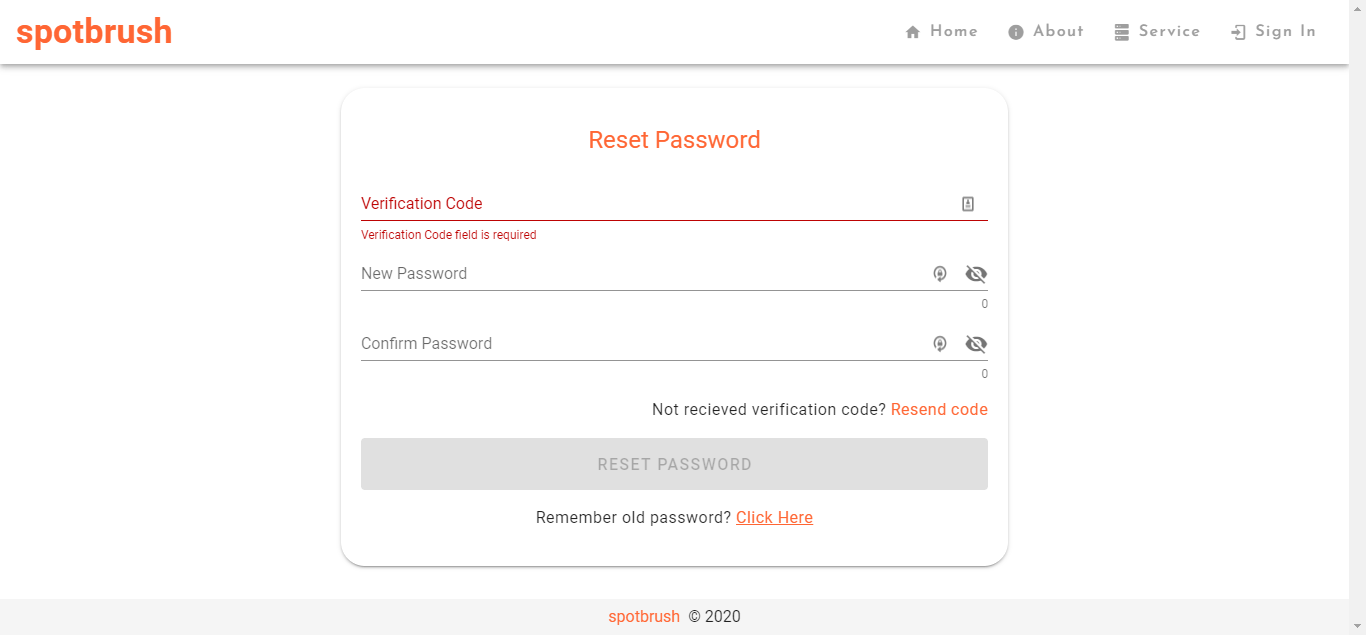 spotbrush
Home About Service Sign In
Reset Password
Verification Code
Verification Code field is required
New Password
0
Confirm Password
0
Not recieved verification code? Resend code
RESET PASSWORD
Remember old password? Click Here
spotbrush © 2020